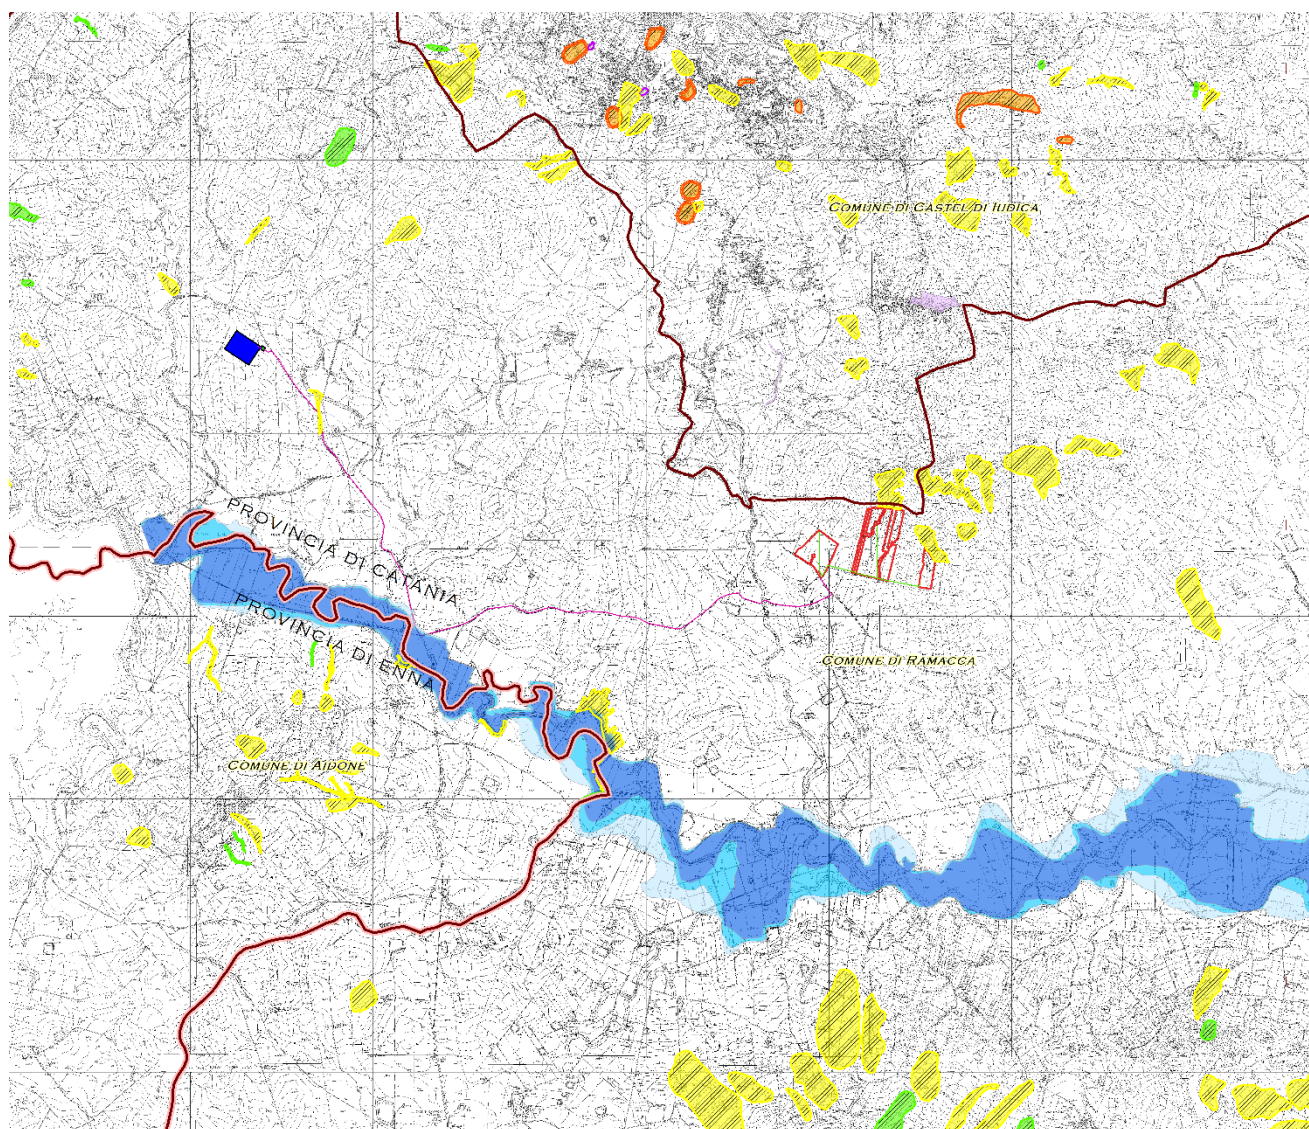 COMUNE DI CASTEL DI IUDICA
PROVINCIA DI CATANIA
PROVINCIA DI ENNA
COMUNE DI RAMACCA
COMUNE DI AIDONE